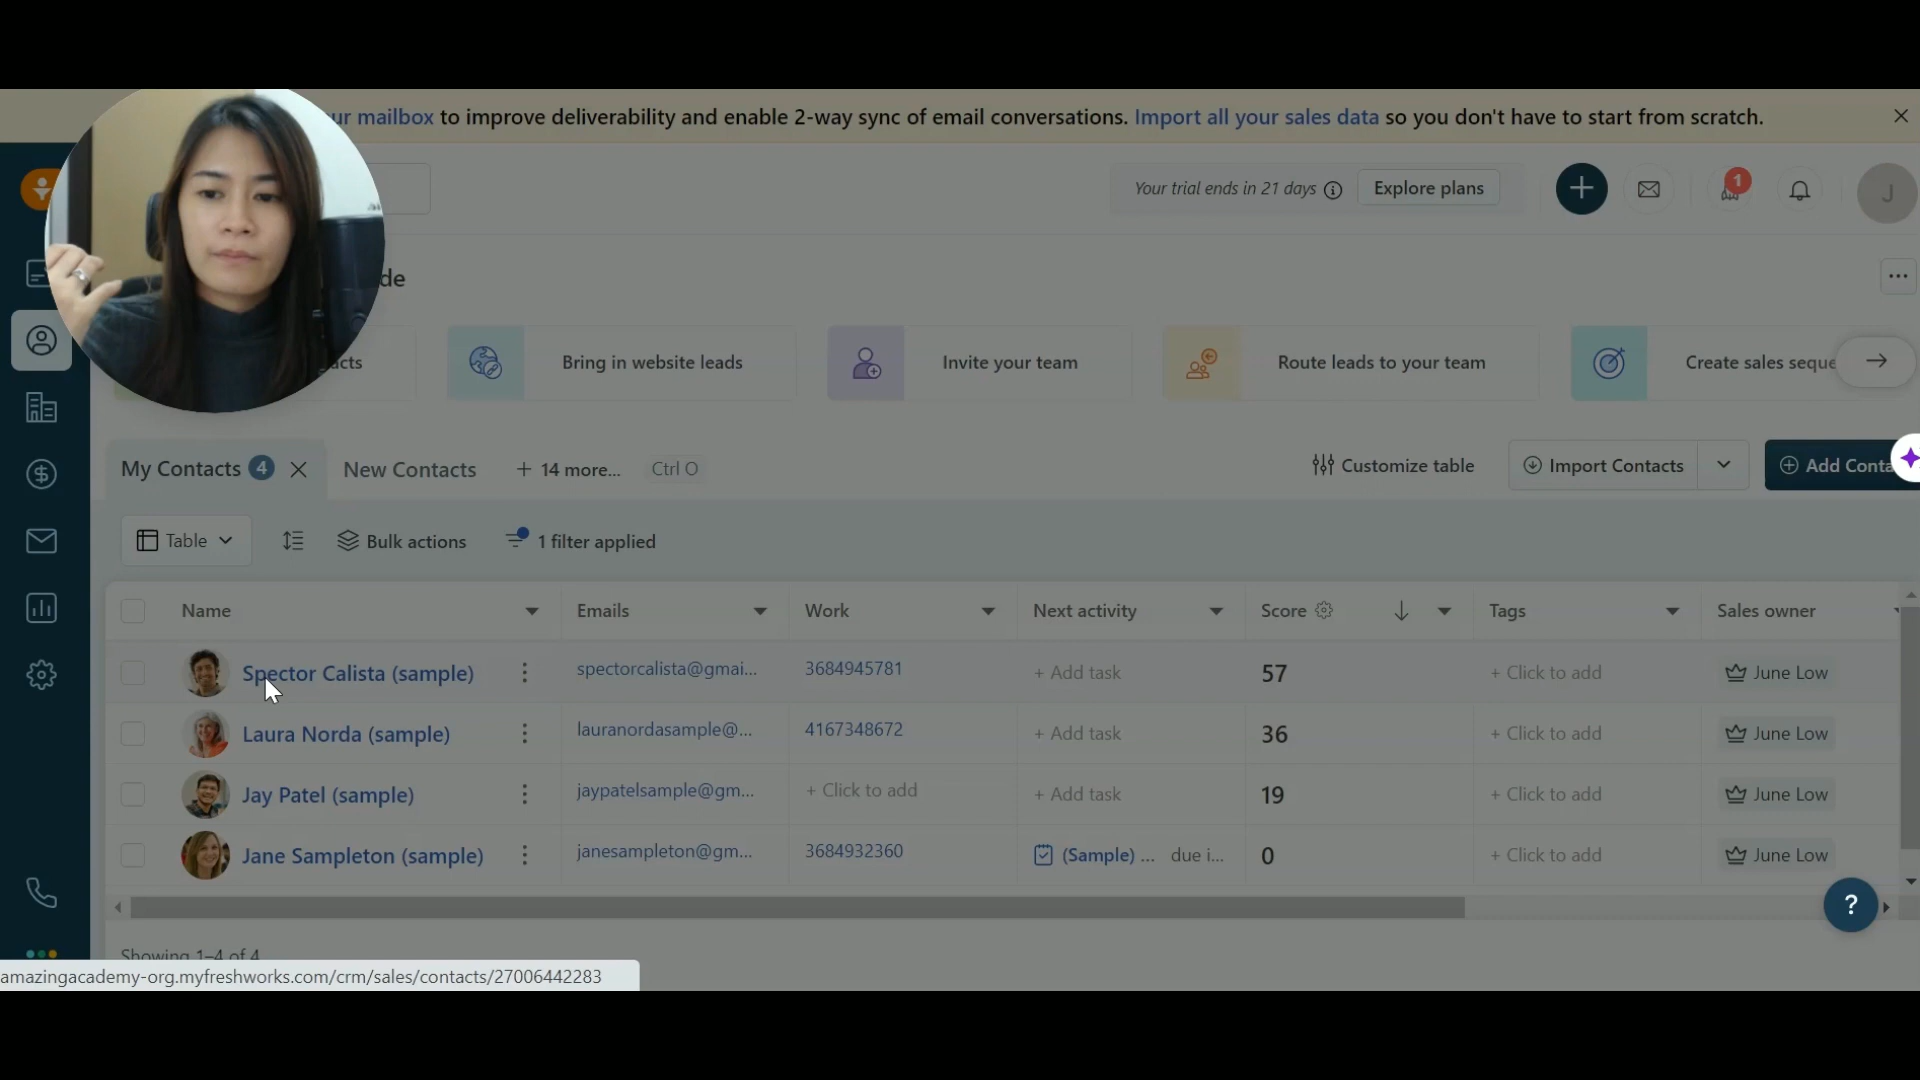 ur mailbox to improve deliverability and enable 2-way sync of email conversations. Import all your sales data so you don't have to start from scratch.
Your trial ends in 21 days
Explore plans
1
J
de
acts
Bring in website leads
Invite your team
Route leads to your team
Create sales seque
My Contacts 4
New Contacts
+ 14 more...
Ctrl O
Customize table
Import Contacts
Add Conta
Table
Bulk actions
1 filter applied
Name Emails Work Next activity Score Tags Sales owner
Spector Calista (sample) spectorcalista@gmai... 3684945781 + Add task 57 + Click to add June Low
Laura Norda (sample) lauranordasample@... 4167348672 + Add task 36 + Click to add June Low
Jay Patel (sample) jaypatelsample@gm... + Click to add + Add task 19 + Click to add June Low
Jane Sampleton (sample) janesampleton@gm... 3684932360 (Sample) ... due i... 0 + Click to add June Low
?
Showing 1–4 of 4
amazingacademy-org.myfreshworks.com/crm/sales/contacts/27006442283